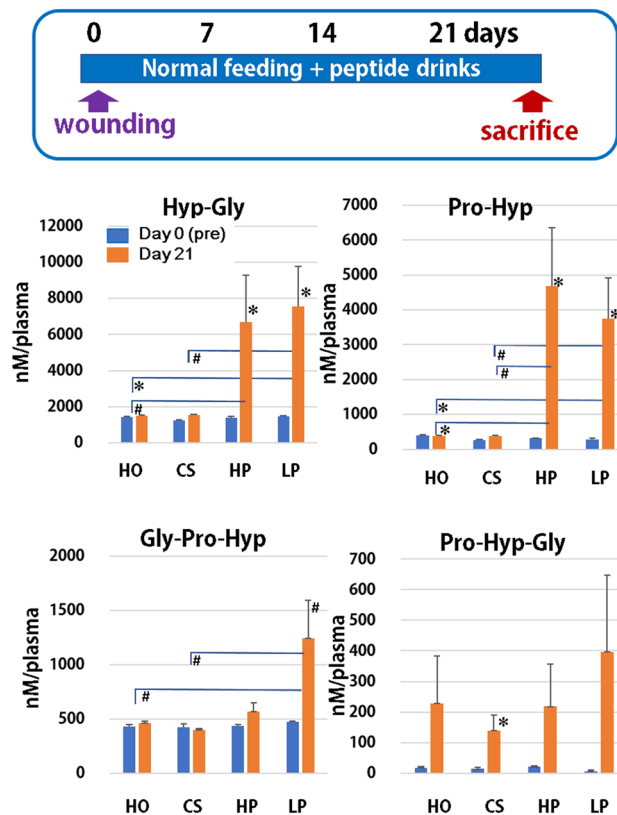 0 7 14 21 days
Normal feeding + peptide drinks
wounding
sacrifice
Hyp-Gly
Day 0 (pre)
Day 21
nM/plasma
12000
10000
8000
6000
4000
2000
0
*
*
#
*
#
HO CS HP LP
Pro-Hyp
nM/plasma
7000
6000
5000
4000
3000
2000
1000
0
*
*
#
#
*
*
HO CS HP LP
Gly-Pro-Hyp
nM/plasma
2000
1500
1000
500
0
#
#
#
HO CS HP LP
Pro-Hyp-Gly
nM/plasma
700
600
500
400
300
200
100
0
*
HO CS HP LP